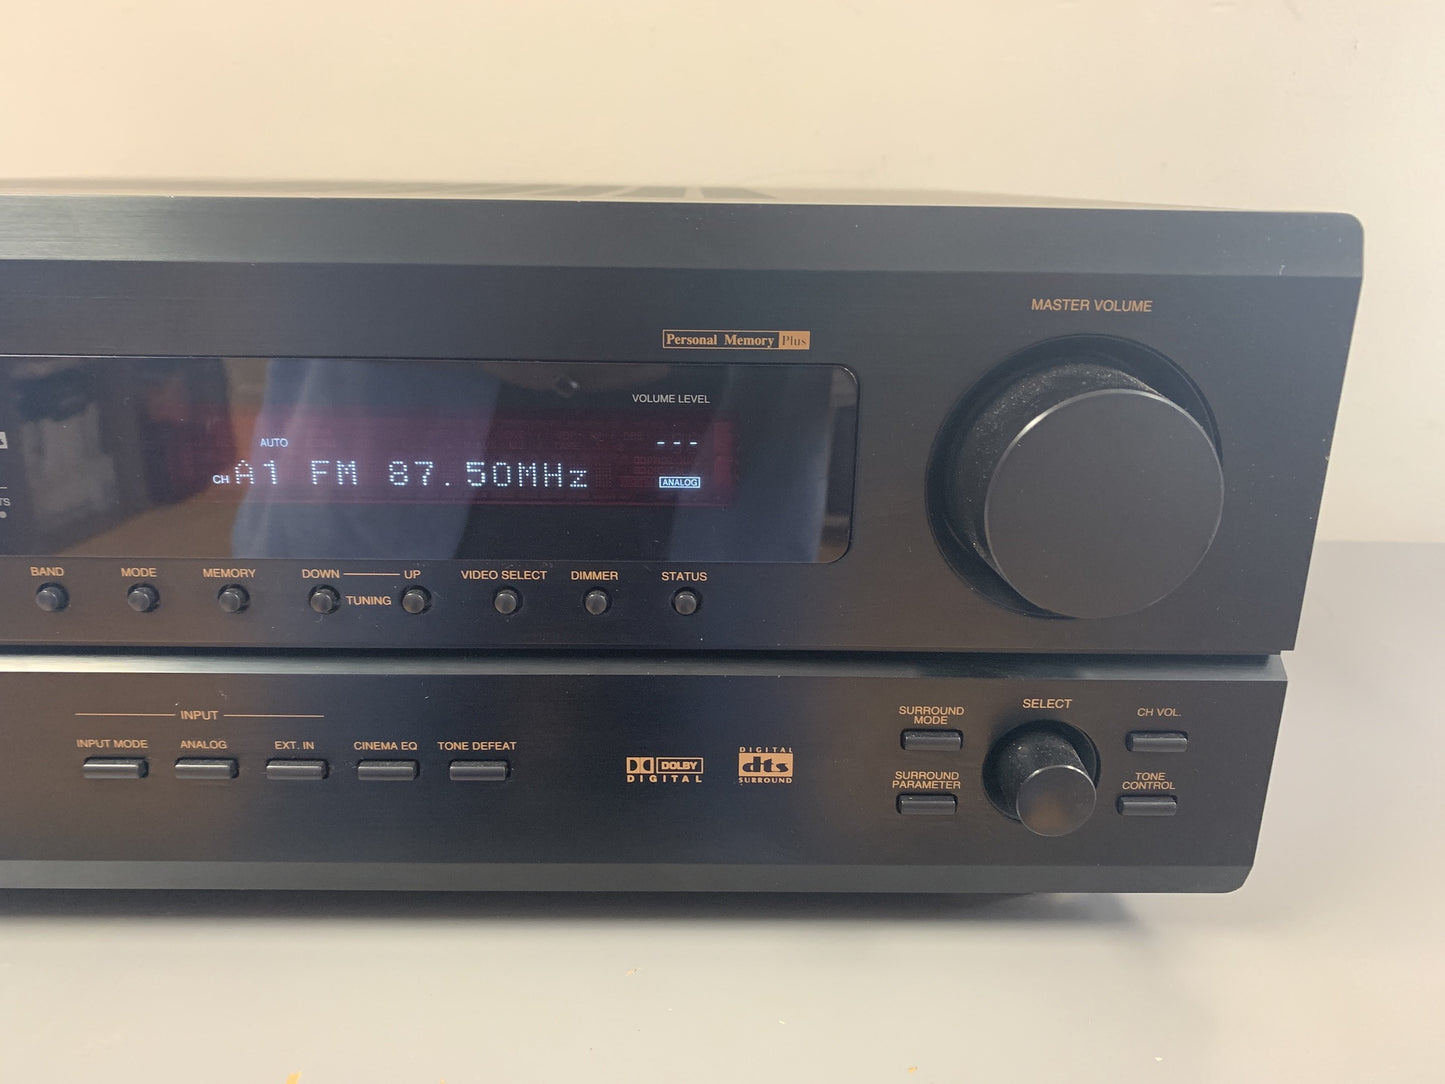 MASTER VOLUME
Personal Memory Plus
VOLUME LEVEL
AUTO
---
CH A1 FM 87.50MHz
ANALOG
BAND
MODE
MEMORY
DOWN
UP
TUNING
VIDEO SELECT
DIMMER
STATUS
INPUT
INPUT MODE
ANALOG
EXT. IN
CINEMA EQ
TONE DEFEAT
DOLBY
DIGITAL
DIGITAL
dts
SURROUND
SURROUND
MODE
SELECT
CH VOL.
SURROUND
PARAMETER
TONE
CONTROL